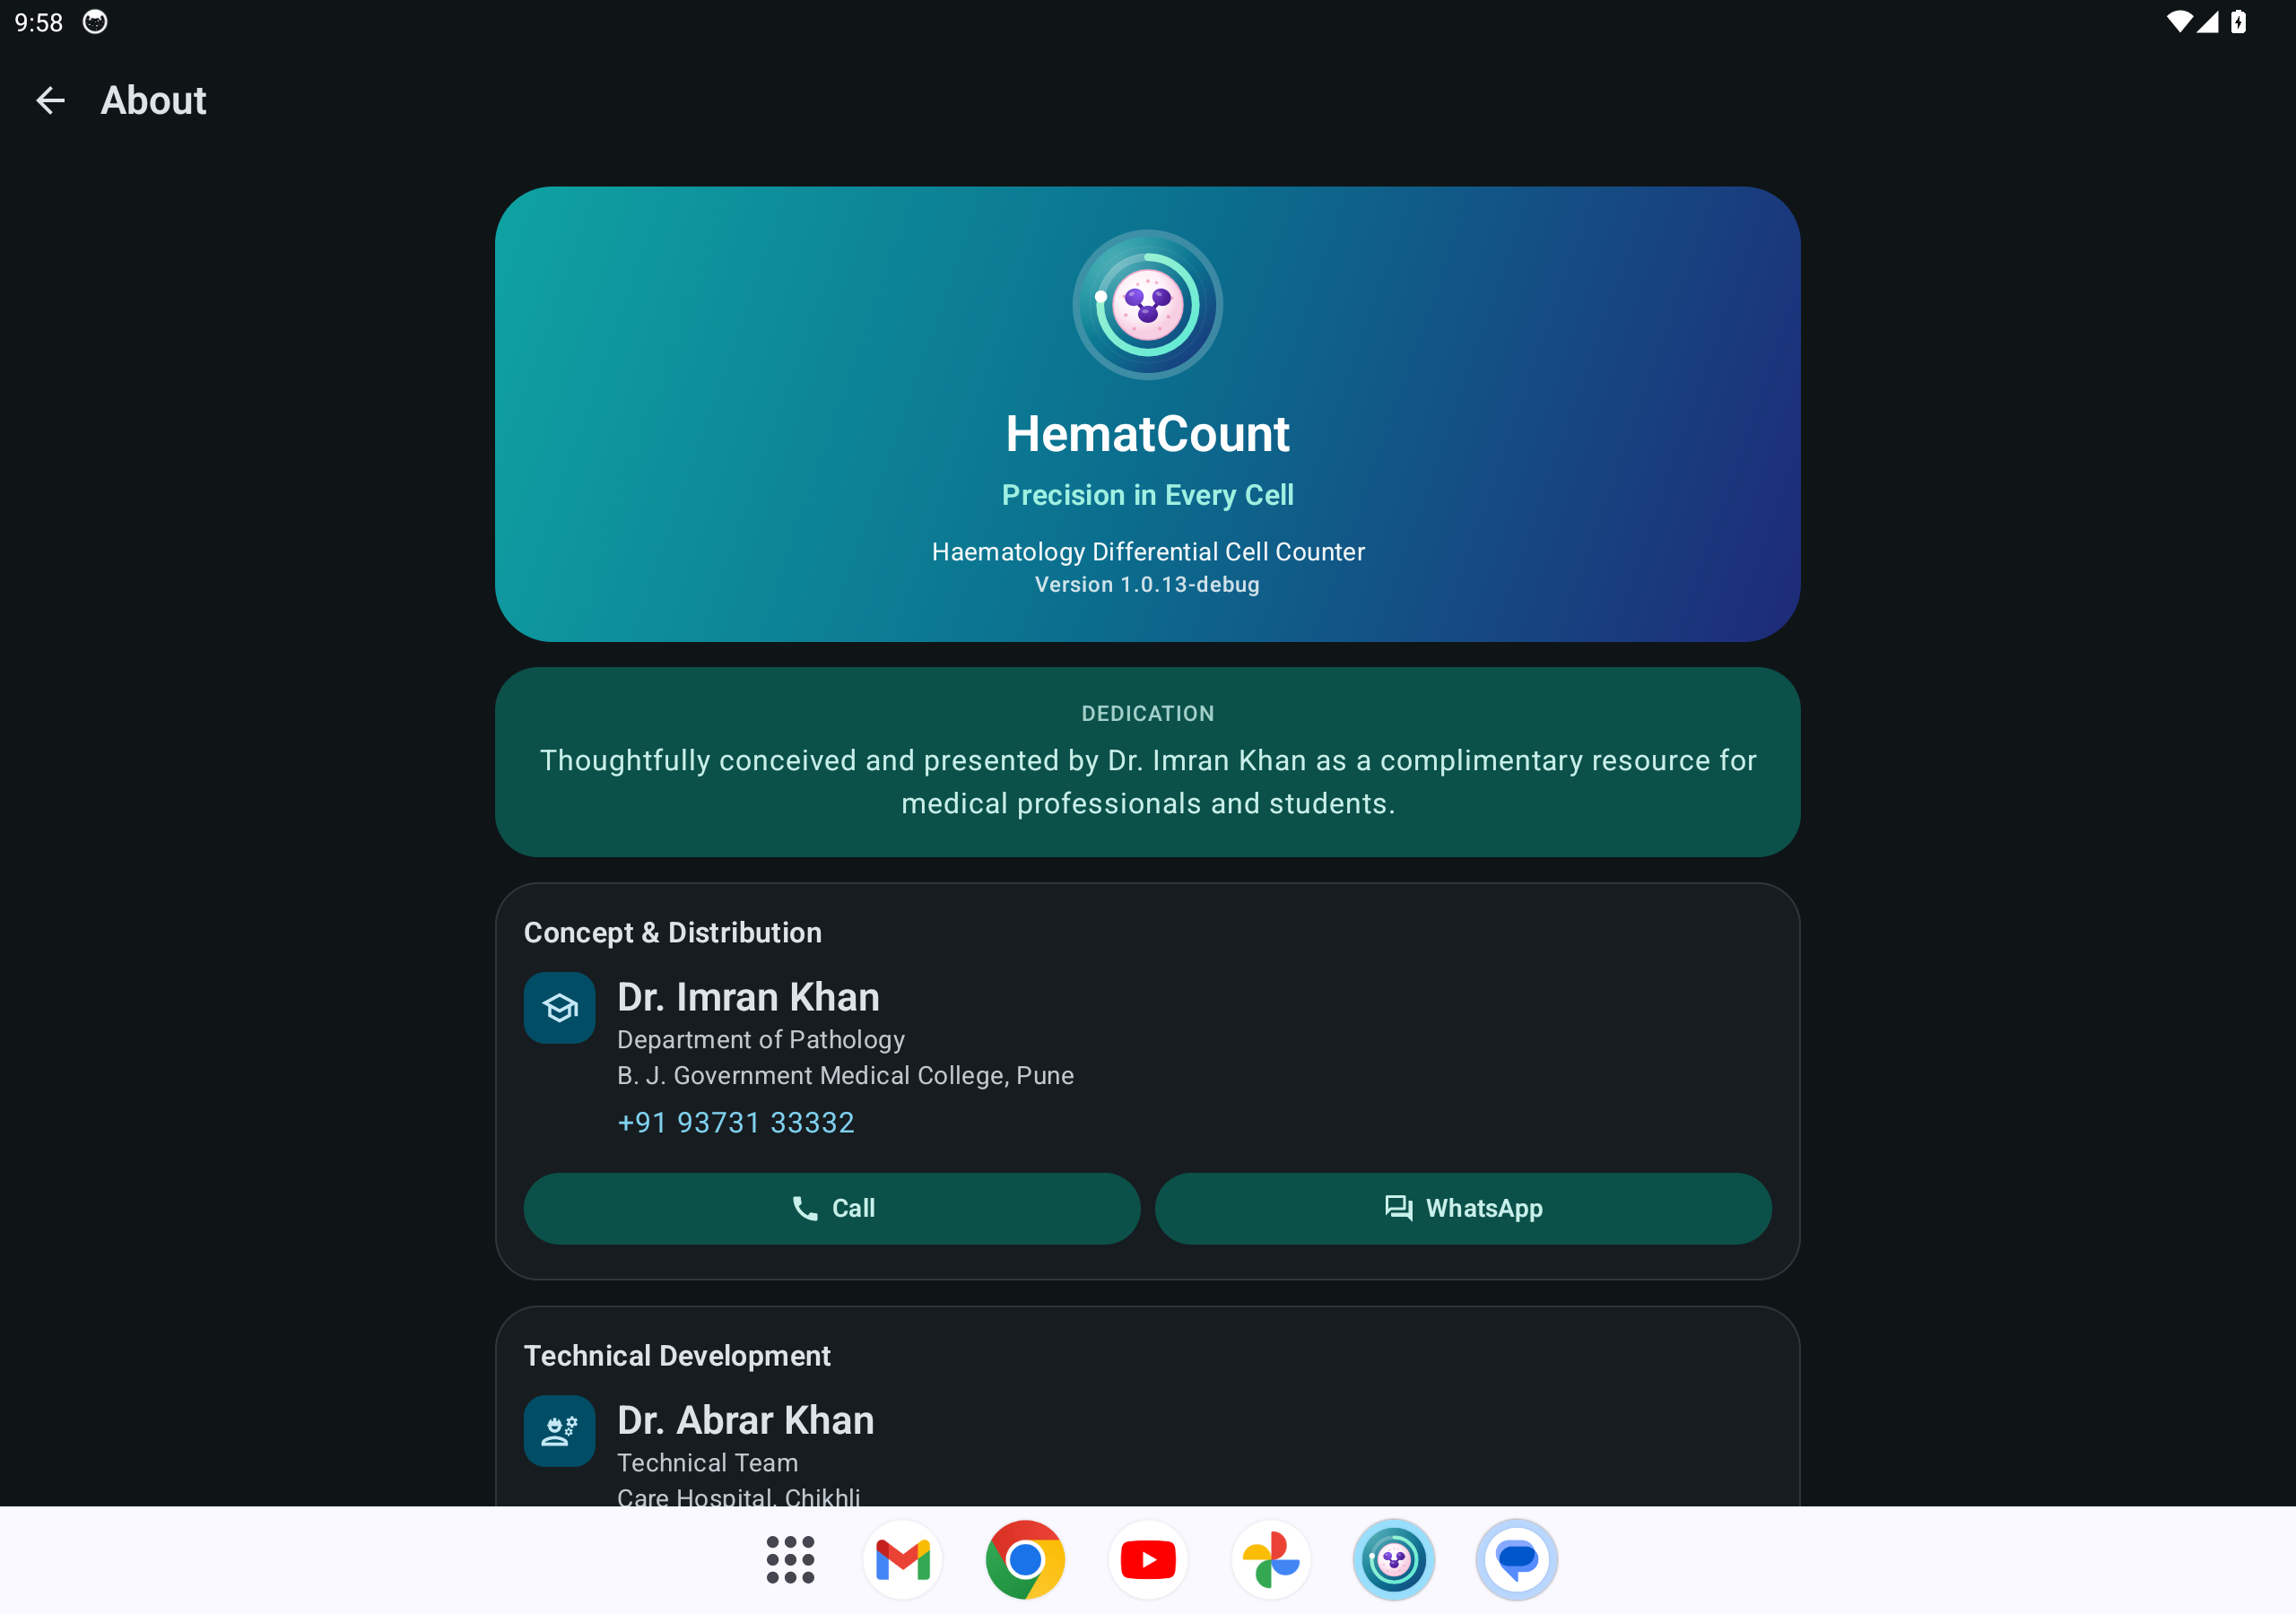 9:58
About
HematCount
Precision in Every Cell
Haematology Differential Cell Counter
Version 1.0.13-debug
DEDICATION
Thoughtfully conceived and presented by Dr. Imran Khan as a complimentary resource for
medical professionals and students.
Concept & Distribution
Dr. Imran Khan
Department of Pathology
B. J. Government Medical College, Pune
+91 93731 33332
Call
WhatsApp
Technical Development
Dr. Abrar Khan
Technical Team
Care Hospital, Chikhli